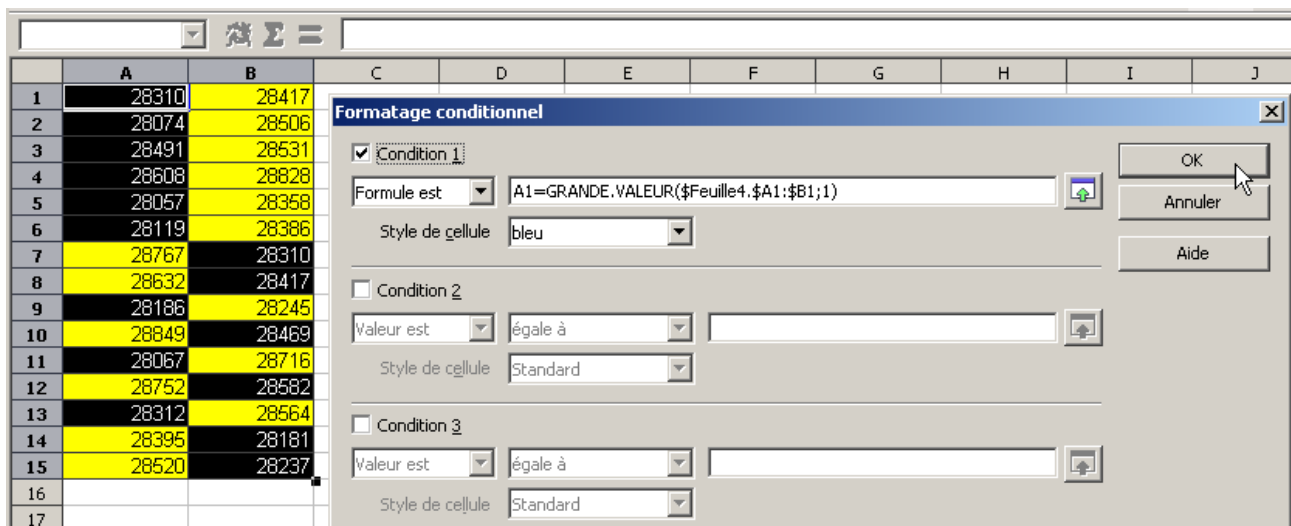 A B C D E F G H I J
1 28310 28417
Formatage conditionnel
2 28074 28506
3 28491 28531
Condition 1
OK
4 28608 28828
Formule est A1=GRANDE.VALEUR($Feuille4.$A1:$B1;1)
5 28057 28358
Annuler
6 28119 28386
Style de cellule bleu
7 28767 28310
Aide
8 28632 28417
Condition 2
9 28186 28245
10 28849 28469
Valeur est égale à
11 28067 28716
Style de cellule Standard
12 28752 28582
13 28312 28564
Condition 3
14 28395 28181
15 28520 28237
Valeur est égale à
16
Style de cellule Standard
17